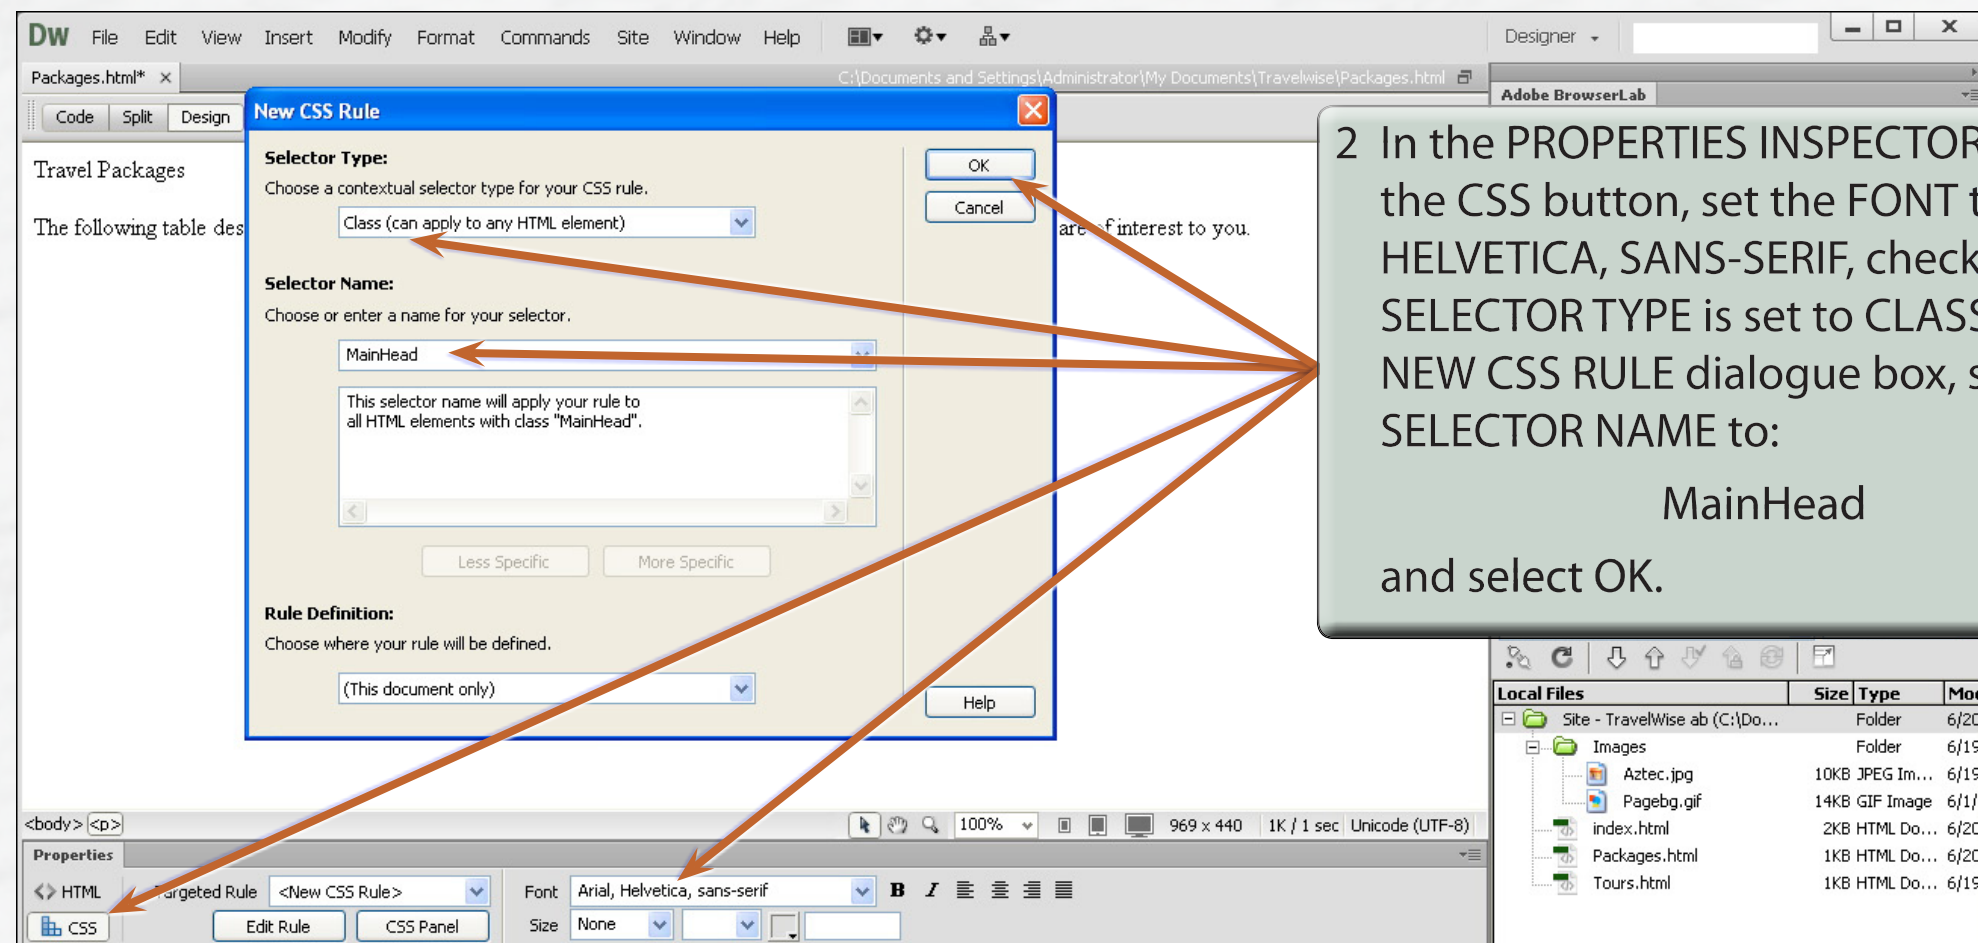 Dw File Edit View Insert Modify Format Commands Site Window Help
Designer
Packages.html* ×
C:\Documents and Settings\Administrator\My Documents\Travelwise\Packages.html
Adobe BrowserLab
Code Split Design
New CSS Rule
Travel Packages
The following table des
are of interest to you.
Selector Type:
Choose a contextual selector type for your CSS rule.
Class (can apply to any HTML element)
OK
Cancel
Selector Name:
Choose or enter a name for your selector.
MainHead
This selector name will apply your rule to
all HTML elements with class "MainHead".
Less Specific More Specific
Rule Definition:
Choose where your rule will be defined.
(This document only)
Help
2 In the PROPERTIES INSPECTOR
the CSS button, set the FONT
HELVETICA, SANS-SERIF, check
SELECTOR TYPE is set to CLASS
NEW CSS RULE dialogue box,
SELECTOR NAME to:
MainHead
and select OK.
Local Files Size Type
Site - TravelWise ab (C:\Do... Folder
Images Folder
Aztec.jpg 10KB JPEG Im...
Pagebg.gif 14KB GIF Image
index.html 2KB HTML Do...
Packages.html 1KB HTML Do...
Tours.html 1KB HTML Do...
<body> <p>
100% 969 x 440 1K / 1 sec Unicode (UTF-8)
Properties
<> HTML Targeted Rule <New CSS Rule> Font Arial, Helvetica, sans-serif B I
CSS Edit Rule CSS Panel Size None